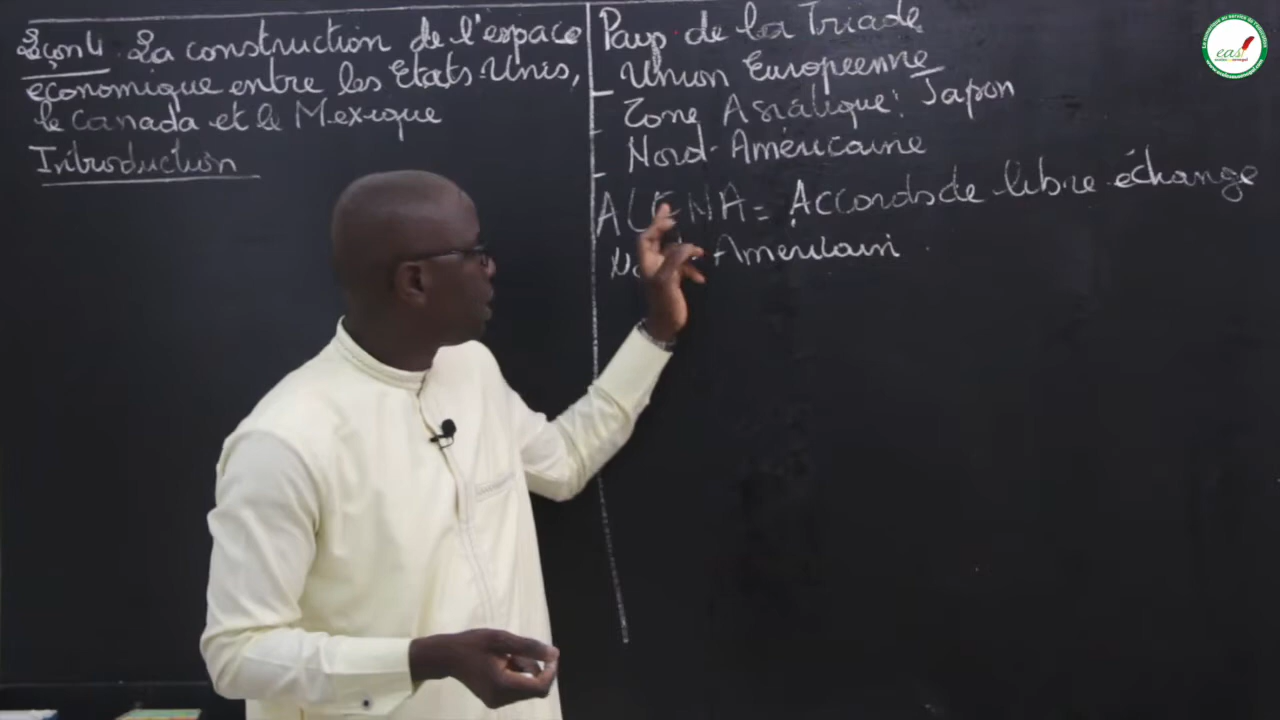 Leçon 4 : La construction de l'espace
économique entre les Etats-Unis,
le Canada et le Mexique
Introduction
Pays de la Triade
- Union Européenne
- Zone Asiatique : Japon
- Nord-Américaine
ALENA = Accords de libre-échange
Américain
easi